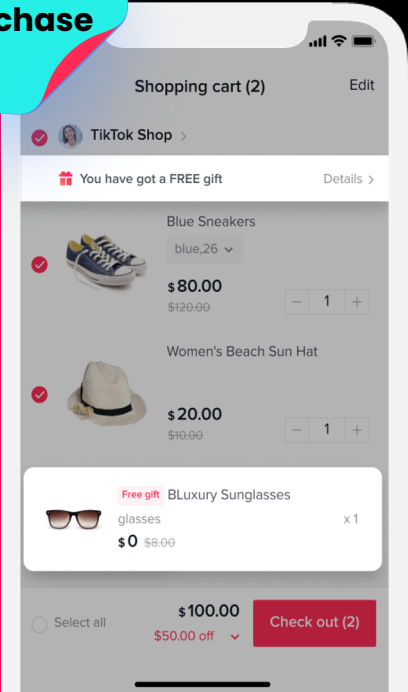 chase
Shopping cart (2)
Edit
TikTok Shop >
You have got a FREE gift
Details >
Blue Sneakers
blue,26
$80.00
$120.00
1
Women's Beach Sun Hat
$20.00
$10.00
1
Free gift BLuxury Sunglasses
glasses
x 1
$0 $8.00
Select all
$100.00
$50.00 off
Check out (2)